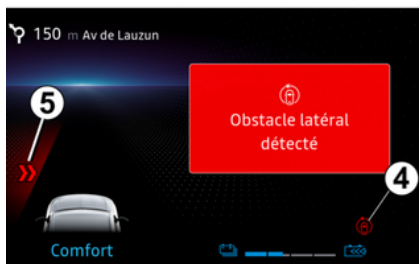 150 m Av de Lauzun
5
Obstacle latéral
détecté
4
Comfort